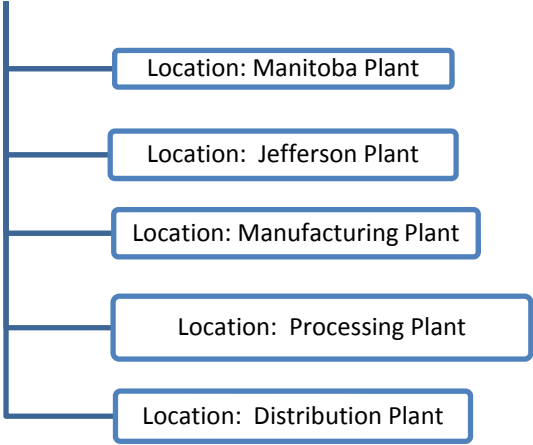 Location: Manitoba Plant
Location: Jefferson Plant
Location: Manufacturing Plant
Location: Processing Plant
Location: Distribution Plant